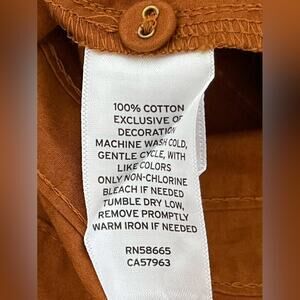 100% COTTON
EXCLUSIVE OF
DECORATION
MACHINE WASH COLD,
GENTLE CYCLE, WITH
LIKE COLORS
ONLY NON-CHLORINE
BLEACH IF NEEDED
TUMBLE DRY LOW,
REMOVE PROMPTLY
WARM IRON IF NEEDED
RN58665
CA57963